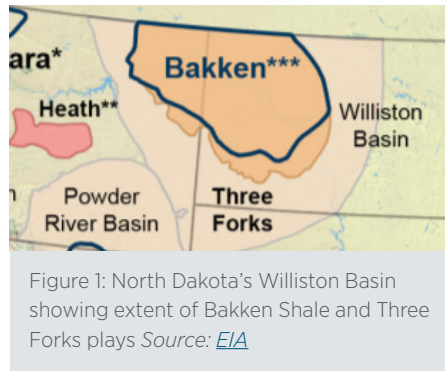 ara*
Bakken***
Heath**
Williston
Basin
Powder
River Basin
Three
Forks
Figure 1: North Dakota’s Williston Basin
showing extent of Bakken Shale and Three
Forks plays Source: EIA